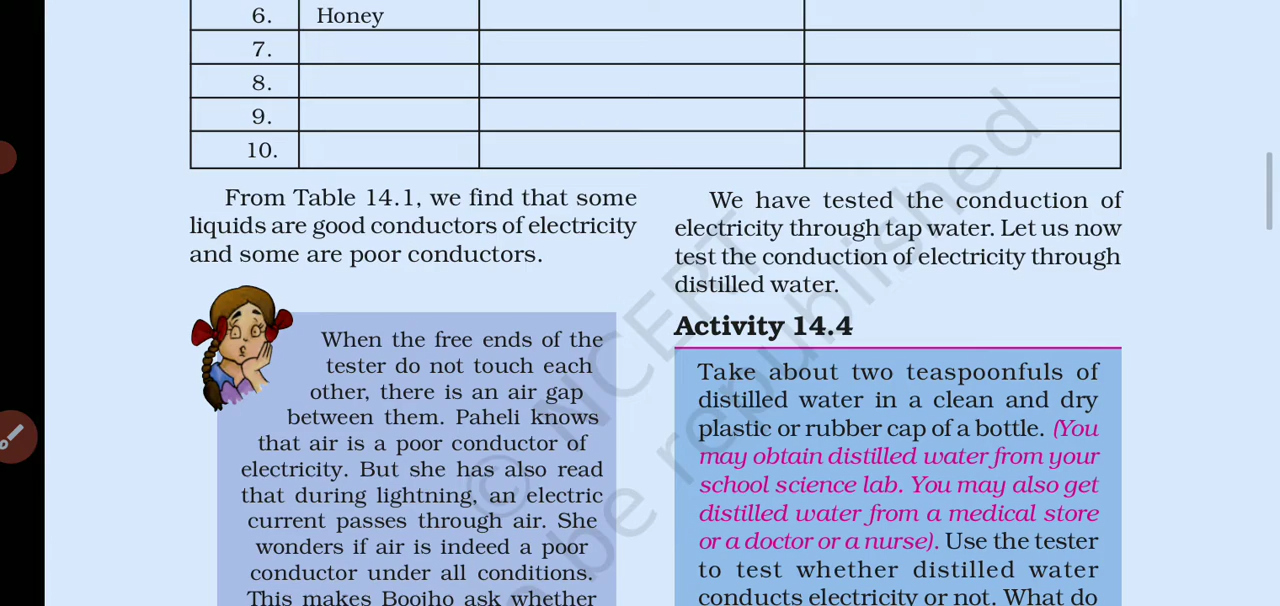 6. Honey
7.
8.
9.
10.
From Table 14.1, we find that some
liquids are good conductors of electricity
and some are poor conductors.
When the free ends of the
tester do not touch each
other, there is an air gap
between them. Paheli knows
that air is a poor conductor of
electricity. But she has also read
that during lightning, an electric
current passes through air. She
wonders if air is indeed a poor
conductor under all conditions.
This makes Boojho ask whether
We have tested the conduction of
electricity through tap water. Let us now
test the conduction of electricity through
distilled water.
Activity 14.4
Take about two teaspoonfuls of
distilled water in a clean and dry
plastic or rubber cap of a bottle. (You
may obtain distilled water from your
school science lab. You may also get
distilled water from a medical store
or a doctor or a nurse). Use the tester
to test whether distilled water
conducts electricity or not. What do
© NCERT
be republished